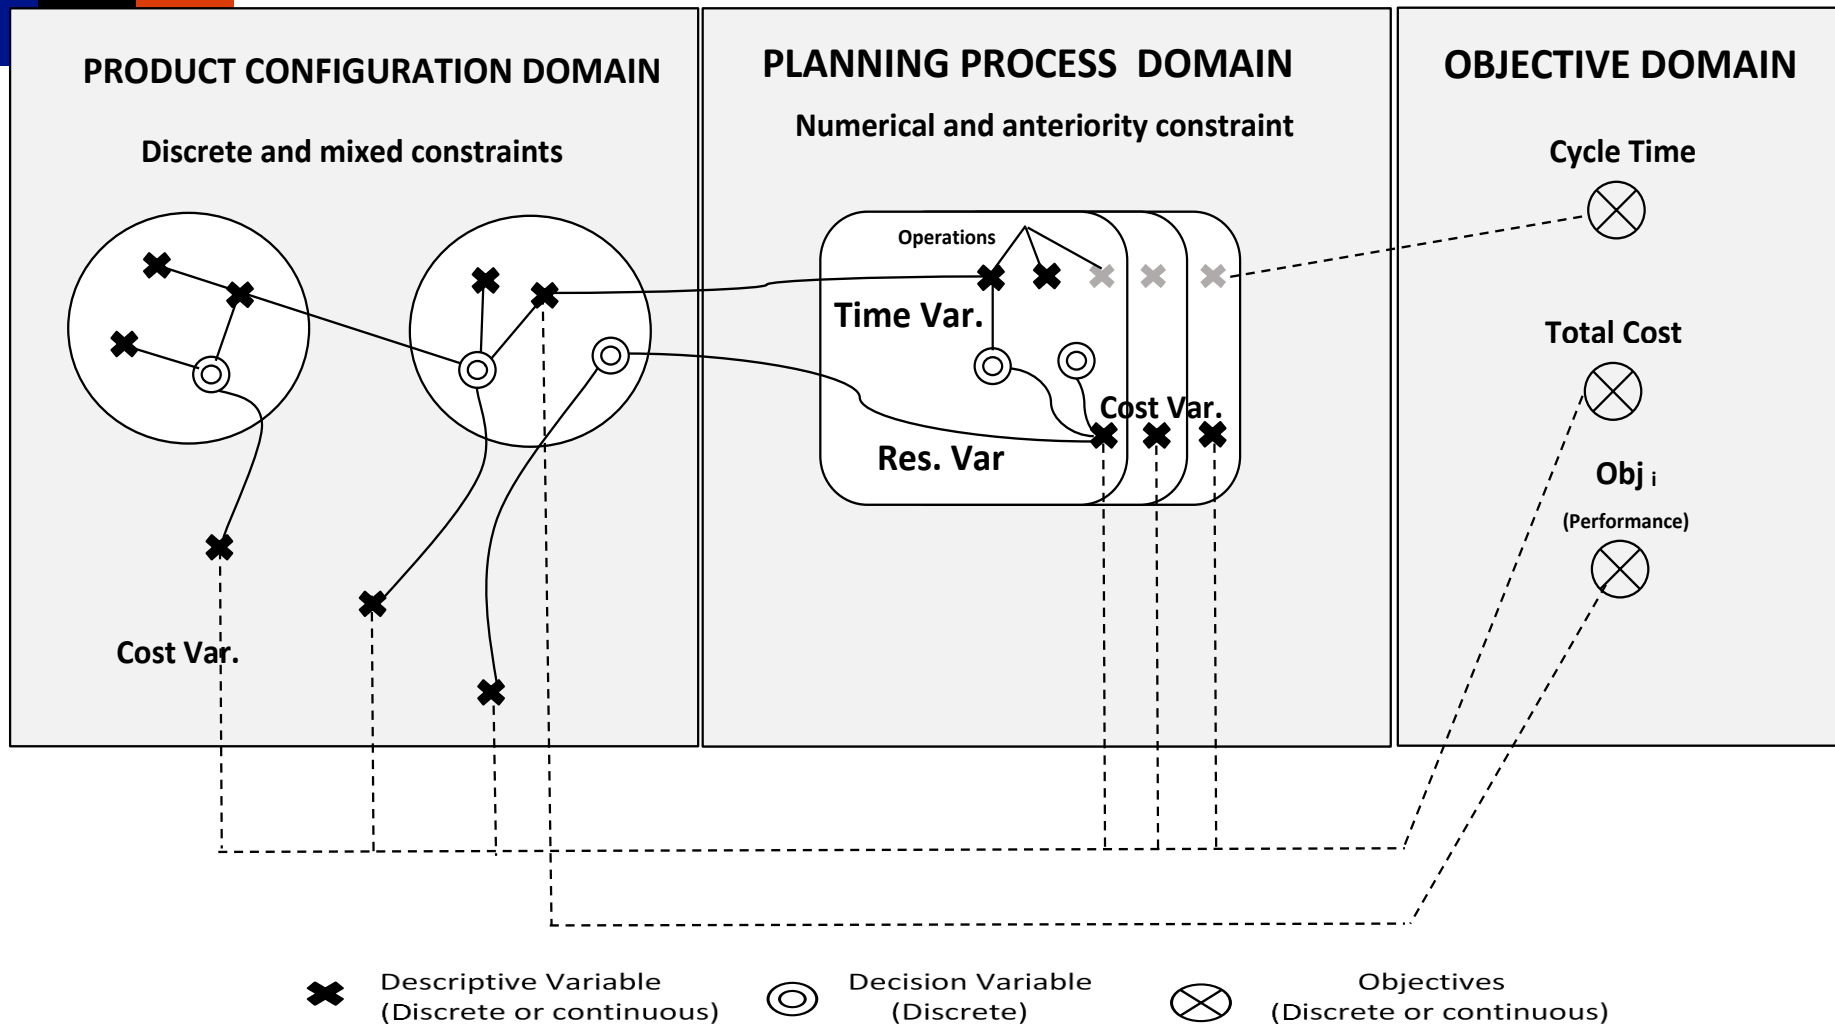 PRODUCT CONFIGURATION DOMAIN
Discrete and mixed constraints
Cost Var.
PLANNING PROCESS DOMAIN
Numerical and anteriority constraint
Operations
Time Var.
Cost Var.
Res. Var
OBJECTIVE DOMAIN
Cycle Time
Total Cost
Obj i
(Performance)
Descriptive Variable
(Discrete or continuous)
Decision Variable
(Discrete)
Objectives
(Discrete or continuous)